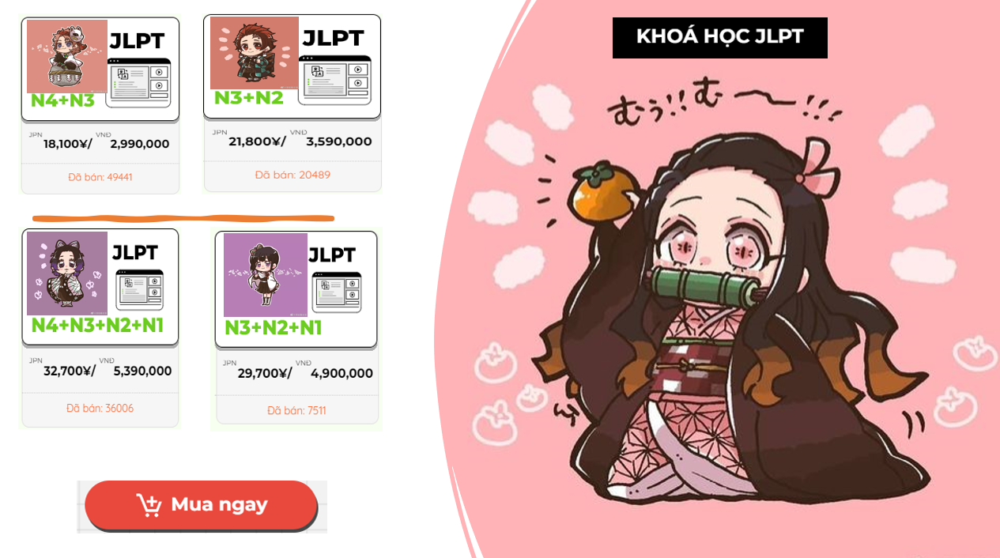 JLPT
N4+N3
JPN 18,100¥/ VNĐ 2,990,000
Đã bán: 49441
JLPT
N3+N2
JPN 21,800¥/ VNĐ 3,590,000
Đã bán: 20489
JLPT
N4+N3+N2+N1
JPN 32,700¥/ VNĐ 5,390,000
Đã bán: 36006
JLPT
N3+N2+N1
JPN 29,700¥/ VNĐ 4,900,000
Đã bán: 7511
Mua ngay
KHOÁ HỌC JLPT
むぅ!! む〜!!!